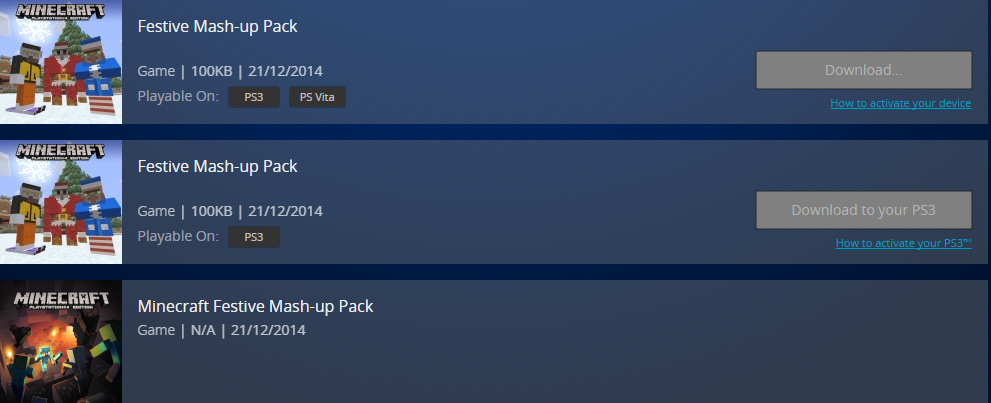 MINECRAFT
PLAYSTATION®4 EDITION
Festive Mash-up Pack
Game | 100KB | 21/12/2014
Playable On: PS3 PS Vita
Download...
How to activate your device
MINECRAFT
PLAYSTATION®4 EDITION
Festive Mash-up Pack
Game | 100KB | 21/12/2014
Playable On: PS3
Download to your PS3
How to activate your PS3™
MINECRAFT
PLAYSTATION®4 EDITION
Minecraft Festive Mash-up Pack
Game | N/A | 21/12/2014